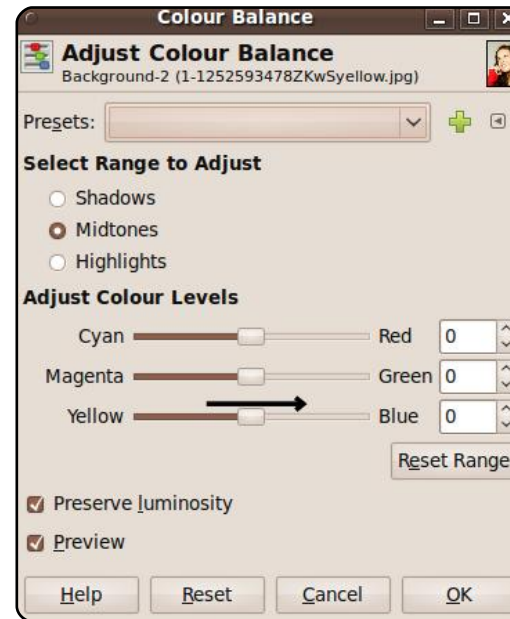 Colour Balance
Adjust Colour Balance
Background-2 (1-1252593478ZKwSyellow.jpg)
Presets:
Select Range to Adjust
Shadows
Midtones
Highlights
Adjust Colour Levels
Cyan Red 0
Magenta Green 0
Yellow Blue 0
Reset Range
Preserve luminosity
Preview
Help Reset Cancel OK